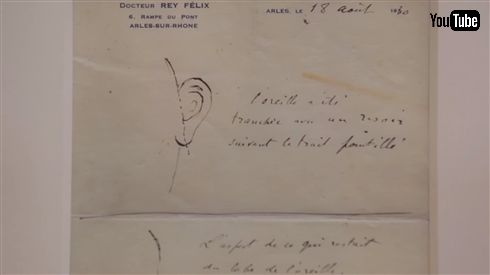 DOCTEUR REY FÉLIX
6, RAMPE DU PONT
ARLES-SUR-RHONE
ARLES, LE 18 août 1930
YouTube
l'oreille a été
tranchée avec un rasoir
suivant le trait pointillé
L'aspect de ce qui restait
du lobe de l'oreille